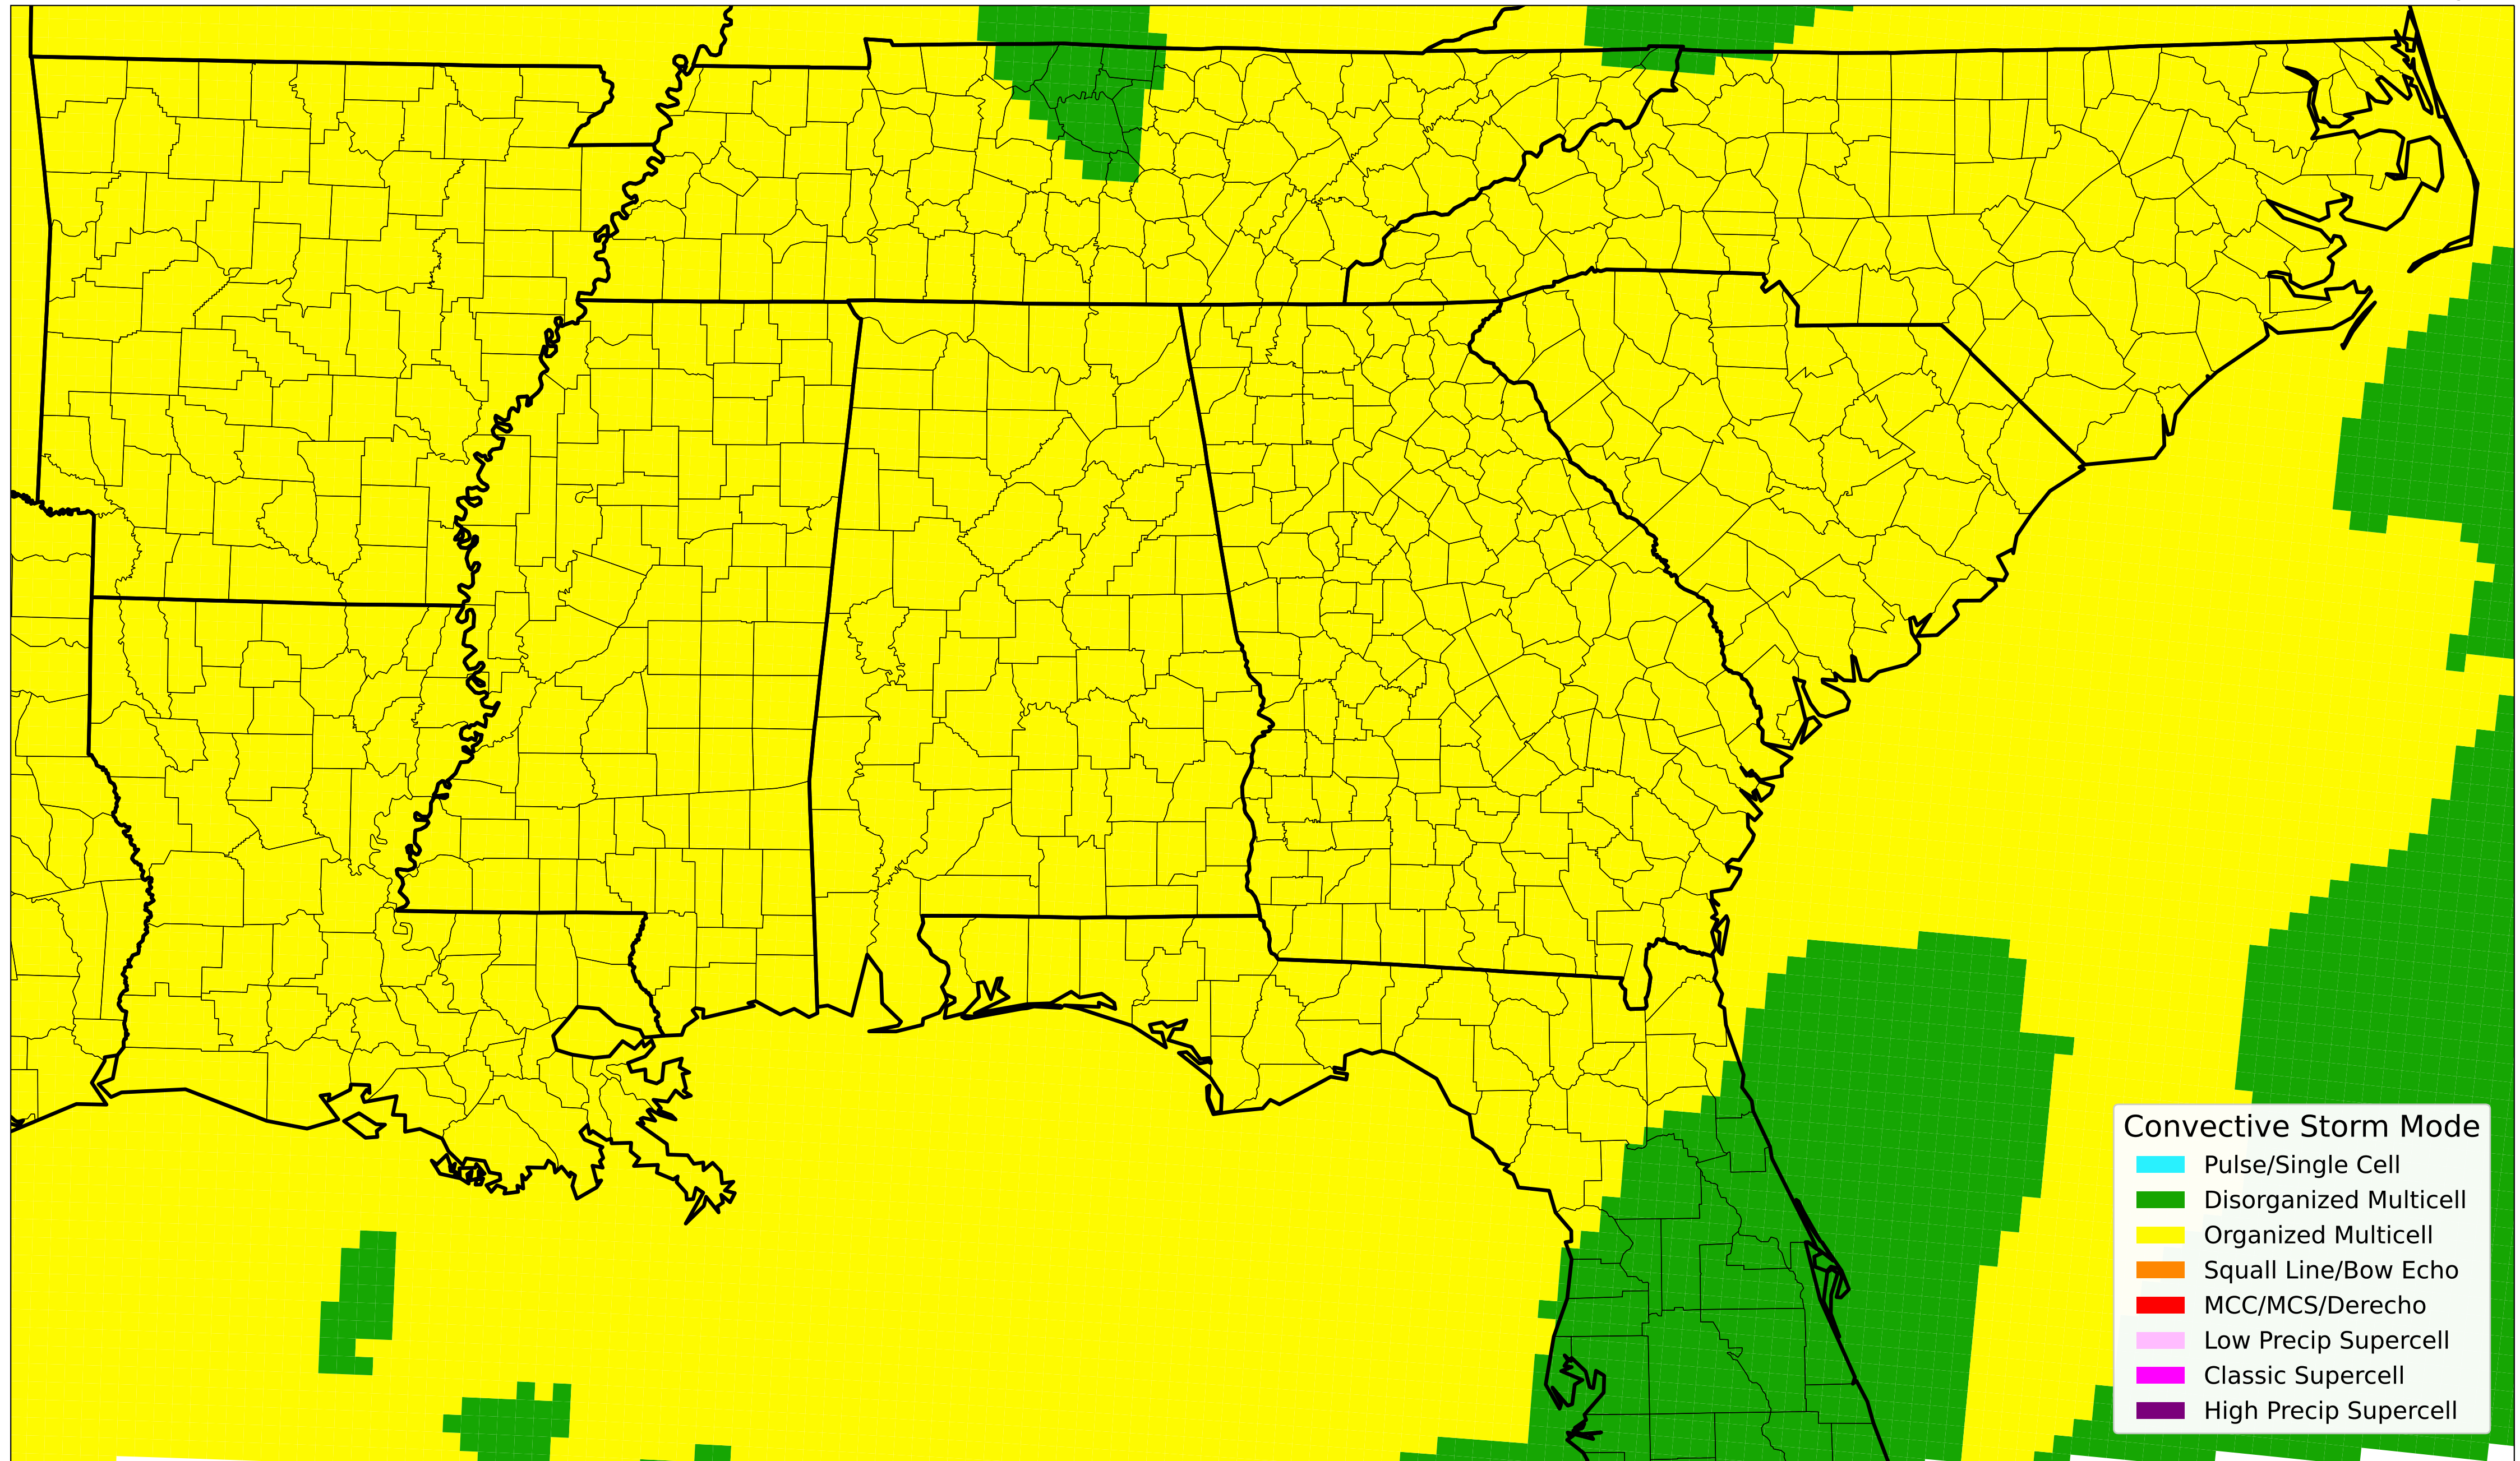 Convective Storm Mode
Pulse/Single Cell
Disorganized Multicell
Organized Multicell
Squall Line/Bow Echo
MCC/MCS/Derecho
Low Precip Supercell
Classic Supercell
High Precip Supercell